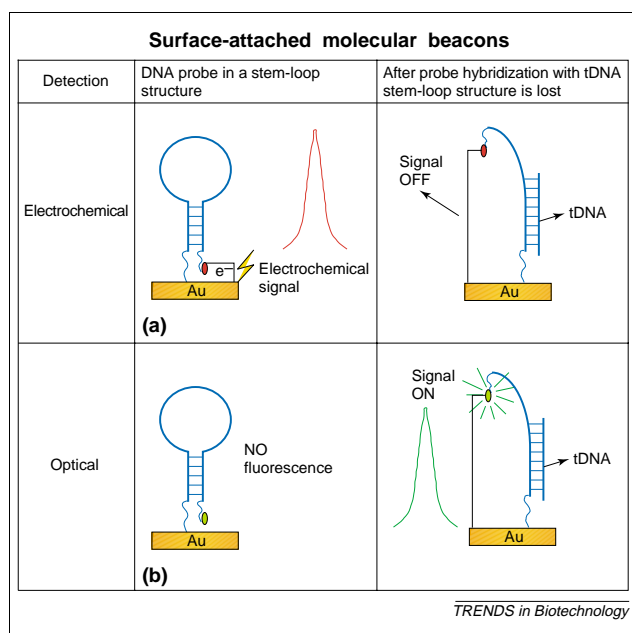 Surface-attached molecular beacons
Detection
DNA probe in a stem-loop
structure
After probe hybridization with tDNA
stem-loop structure is lost
Electrochemical
e–
Electrochemical
signal
Au
(a)
Signal
OFF
tDNA
Au
Optical
NO
fluorescence
Au
(b)
Signal
ON
tDNA
Au
TRENDS in Biotechnology